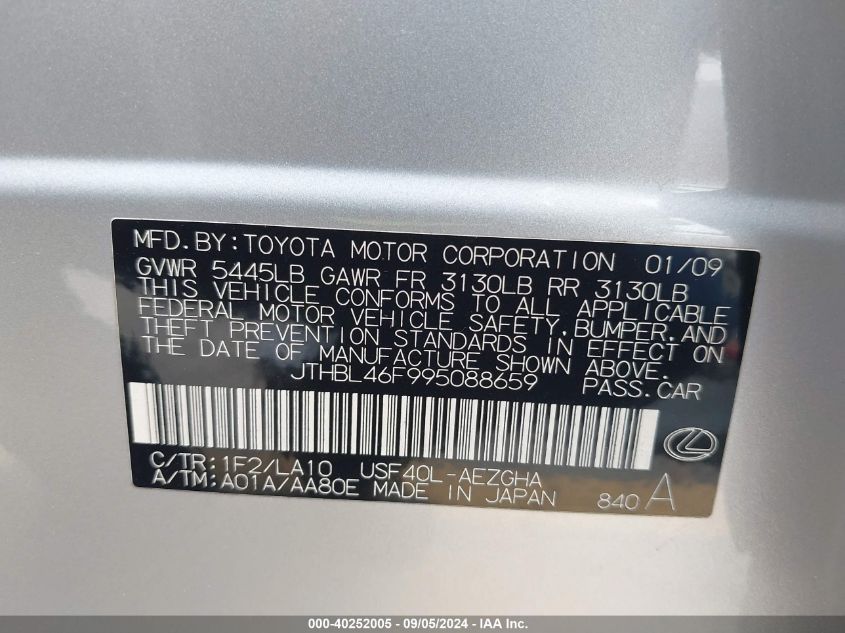 MFD.BY:TOYOTA MOTOR CORPORATION 01/09
GVWR 5445LB GAWR FR 3130LB RR 3130LB
THIS VEHICLE CONFORMS TO ALL APPLICABLE
FEDERAL MOTOR VEHICLE SAFETY,BUMPER,AND
THEFT PREVENTION STANDARDS IN EFFECT ON
THE DATE OF MANUFACTURE SHOWN ABOVE.
JTHBL46F995088659 PASS.CAR
C/TR:1F2/LA10 USF40L-AEZGHA
A/TM:A01A/AA80E MADE IN JAPAN 840 A
000-40252005 - 09/05/2024 - IAA Inc.